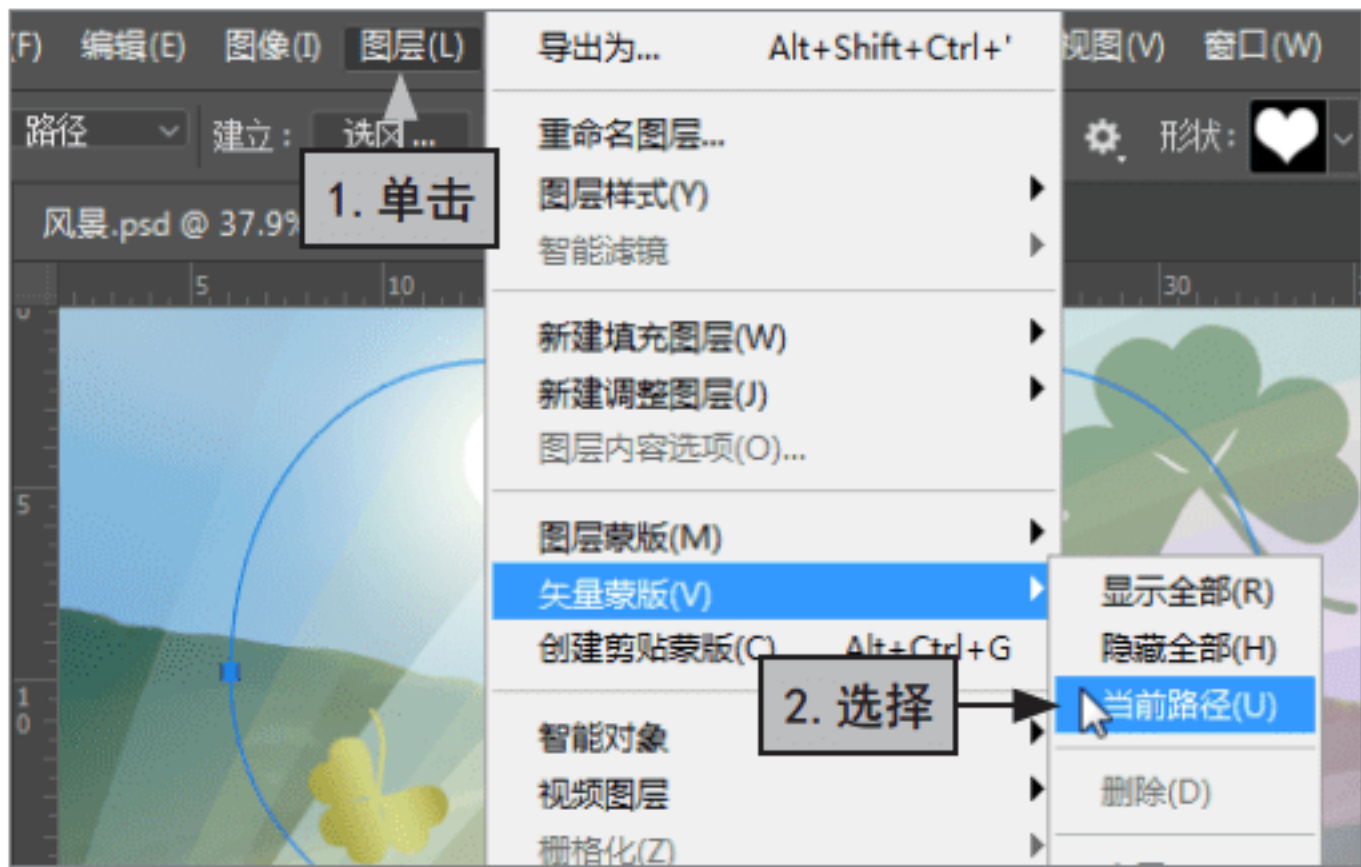 (F) 编辑(E) 图像(I) 图层(L)
视图(V) 窗口(W)
路径 建立：
形状：
1. 单击
风景.psd @ 37.9%
5 10 30
0
5
10
导出为... Alt+Shift+Ctrl+'
重命名图层...
图层样式(Y)
智能滤镜
新建填充图层(W)
新建调整图层(J)
图层内容选项(O)...
图层蒙版(M)
矢量蒙版(V)
创建剪贴蒙版(C) Alt+Ctrl+G
智能对象
视频图层
栅格化(Z)
显示全部(R)
隐藏全部(H)
2. 选择
当前路径(U)
删除(D)